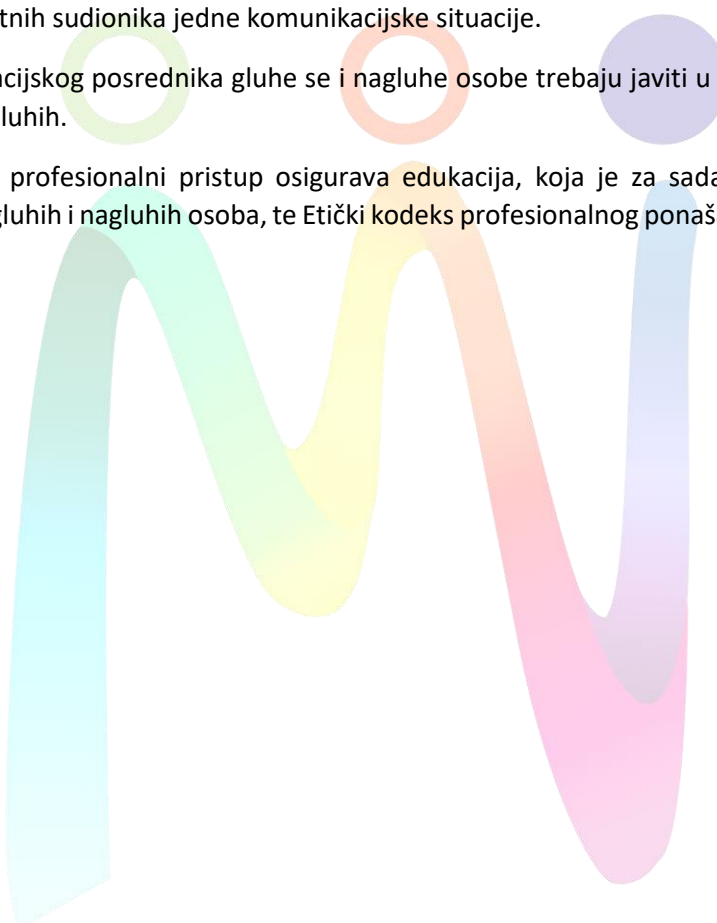 tnih sudionika jedne komunikacijske situacije.
cijskog posrednika gluhe se i nagluhe osobe trebaju javiti u
luhih.
profesionalni pristup osigurava edukacija, koja je za sada
gluhih i nagluhih osoba, te Etički kodeks profesionalnog ponaš